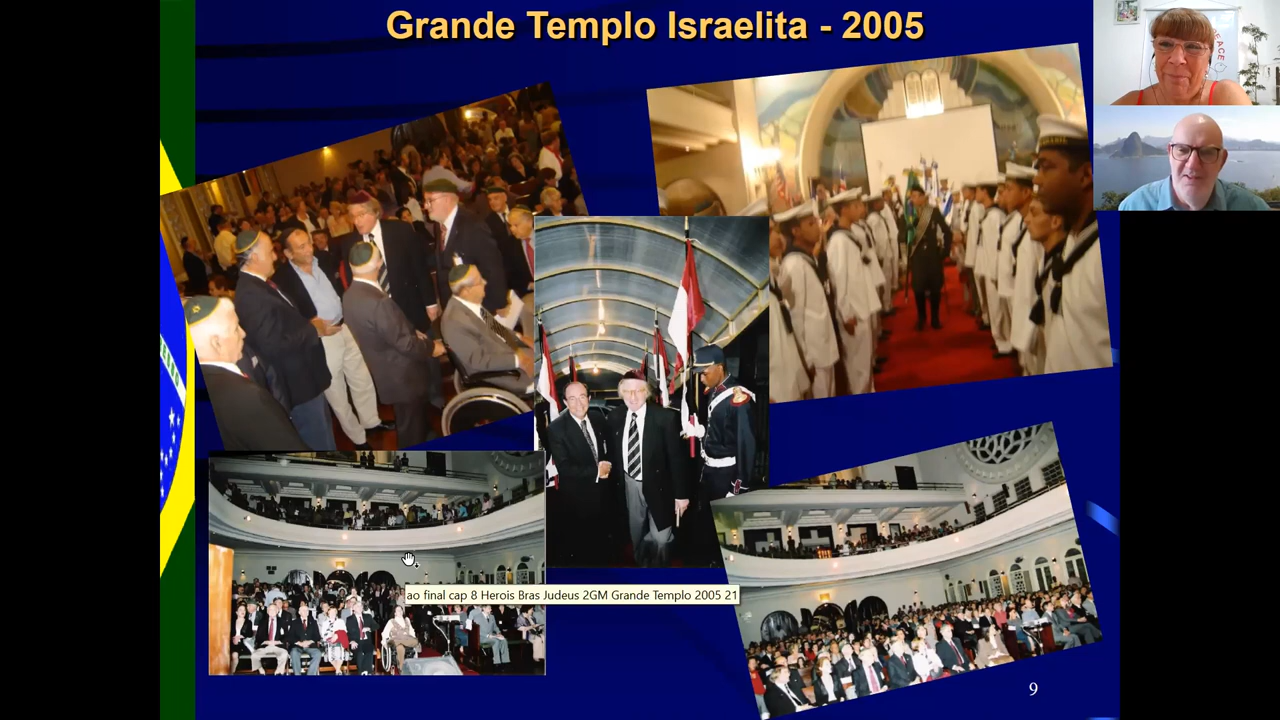 Grande Templo Israelita - 2005
ao final cap 8 Herois Bras Judeus 2GM Grande Templo 2005 21
9